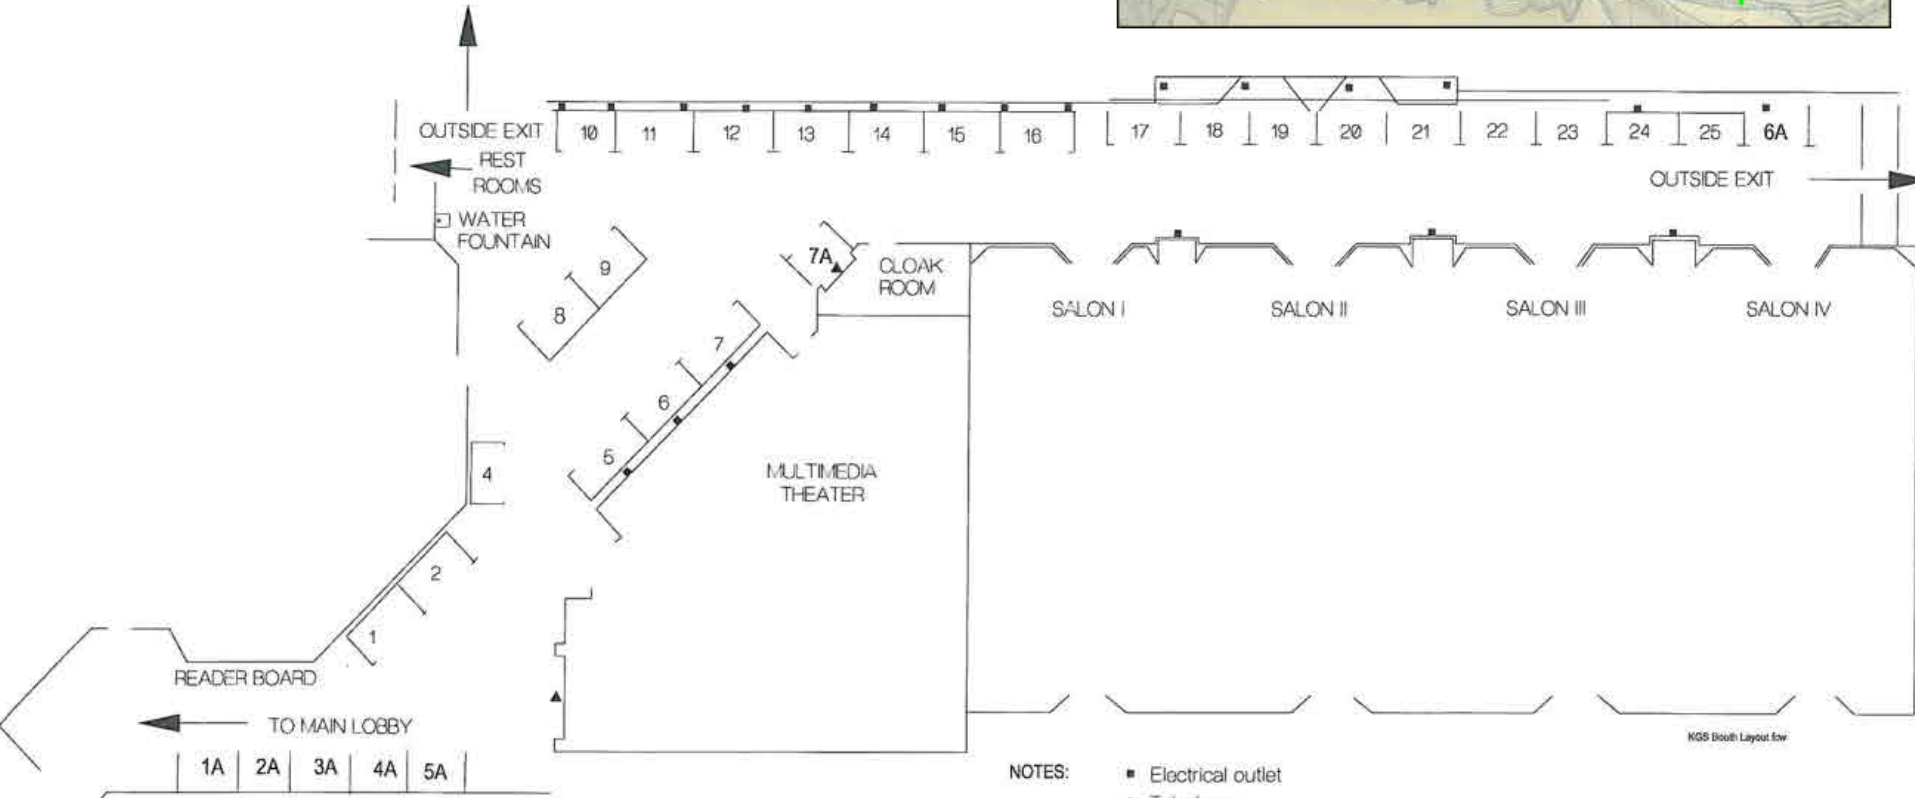 OUTSIDE EXIT
10 11 12 13 14 15 16 17 18 19 20 21 22 23 24 25 6A
REST
ROOMS
OUTSIDE EXIT
WATER
FOUNTAIN
7A
CLOAK
ROOM
9
8
SALON I SALON II SALON III SALON IV
7
6
5
4
MULTIMEDIA
THEATER
2
1
READER BOARD
TO MAIN LOBBY
KGS Booth Layout fcw
1A 2A 3A 4A 5A
NOTES: Electrical outlet